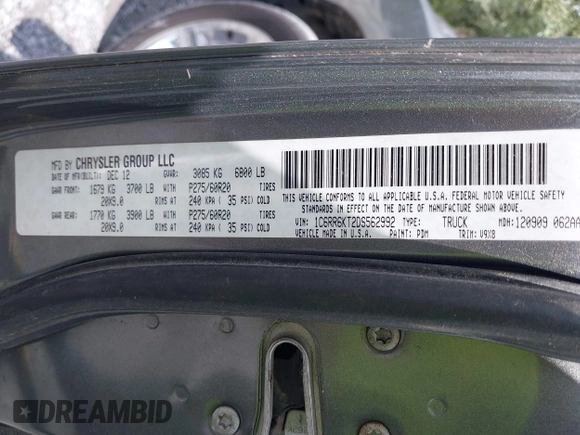 MFD BY CHRYSLER GROUP LLC
DATE OF MFR(BUILT): DEC 12 GVWR: 3085 KG 6800 LB
GAWR FRONT: 1679 KG 3700 LB WITH P275/60R20 TIRES
20X9.0 RIMS AT 240 KPA ( 35 PSI) COLD
GAWR REAR: 1770 KG 3900 LB WITH P275/60R20 TIRES
20X9.0 RIMS AT 240 KPA ( 35 PSI) COLD
THIS VEHICLE CONFORMS TO ALL APPLICABLE U.S.A. FEDERAL MOTOR VEHICLE SAFETY
STANDARDS IN EFFECT ON THE DATE OF MANUFACTURE SHOWN ABOVE.
VIN: 1C6RR6KT2DS562992 TYPE: TRUCK MDH:120909 062AA
VEHICLE MADE IN U.S.A. PAINT: PDM TRIM: V9X8
DREAMBID